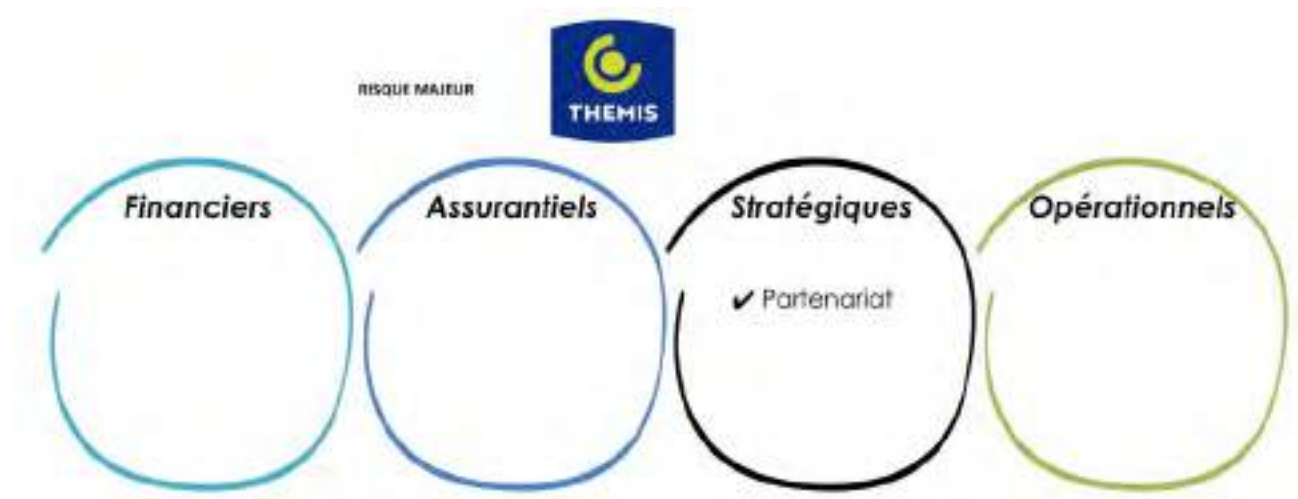 RISQUE MAJEUR
THEMIS
Financiers
Assurantiels
Stratégiques
Opérationnels
✔ Partenariat